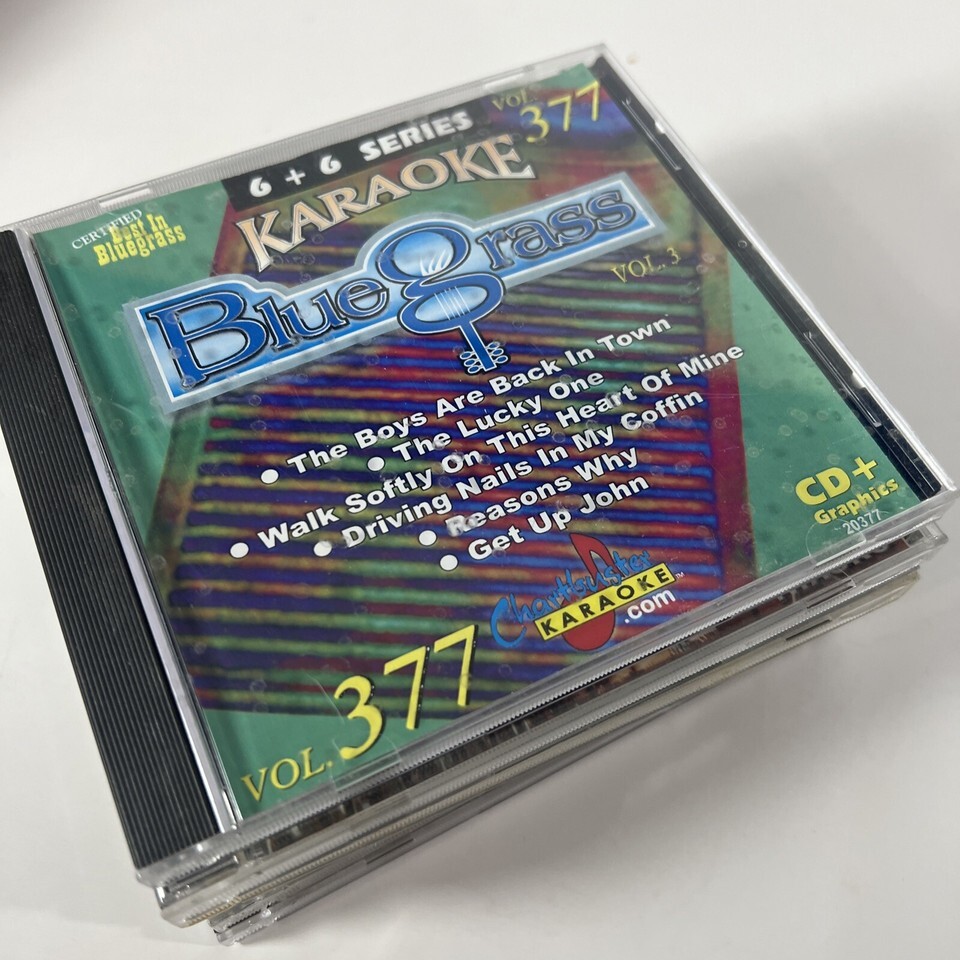 6 + 6 SERIES
VOL. 377
KARAOKE
CERTIFIED
Best In
Bluegrass
BlueGrass
VOL. 3
• The Boys Are Back In Town
• The Lucky One
• Walk Softly On This Heart Of Mine
• Driving Nails In My Coffin
• Reasons Why
• Get Up John
CD+
Graphics
20377
Chartbuster
KARAOKE™
.com
VOL. 377